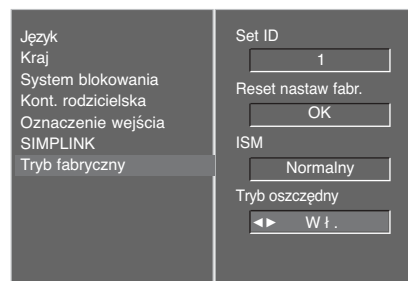 Język
Kraj
System blokowania
Kont. rodzicielska
Oznaczenie wejścia
SIMPLINK
Tryb fabryczny
Set ID
1
Reset nastaw fabr.
OK
ISM
Normalny
Tryb oszczędny
◄► Wł.